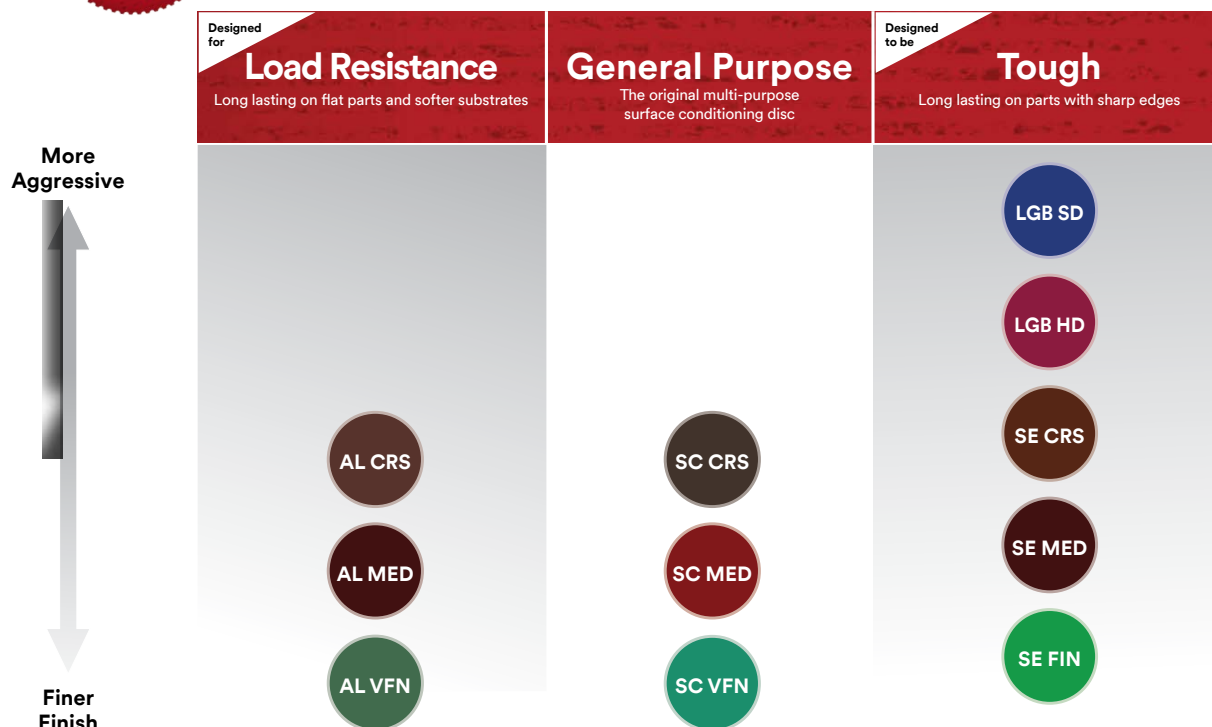 Designed
for
Load Resistance
Long lasting on flat parts and softer substrates
General Purpose
The original multi-purpose
surface conditioning disc
Designed
to be
Tough
Long lasting on parts with sharp edges
More
Aggressive
LGB SD
LGB HD
AL CRS
SC CRS
SE CRS
AL MED
SC MED
SE MED
AL VFN
SC VFN
SE FIN
Finer
Finish